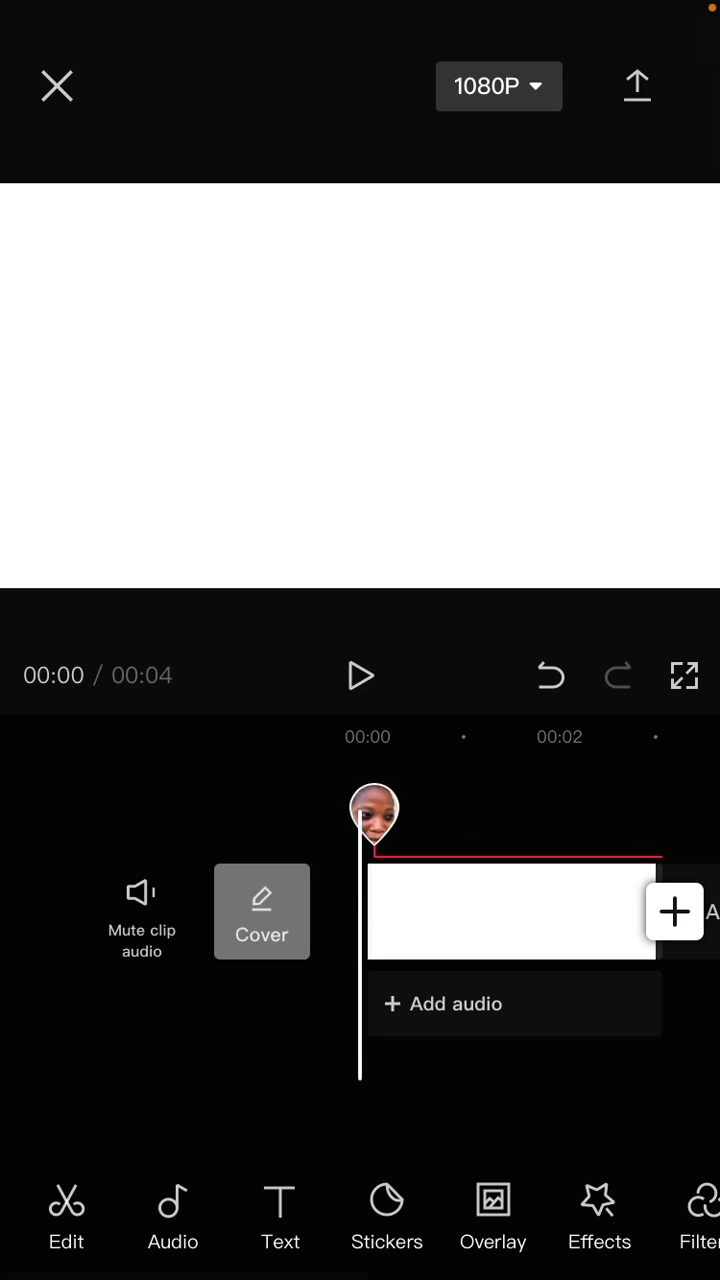 1080P
00:00 / 00:04
00:00 00:02
Mute clip
audio
Cover
A
+ Add audio
Edit Audio Text Stickers Overlay Effects Filter